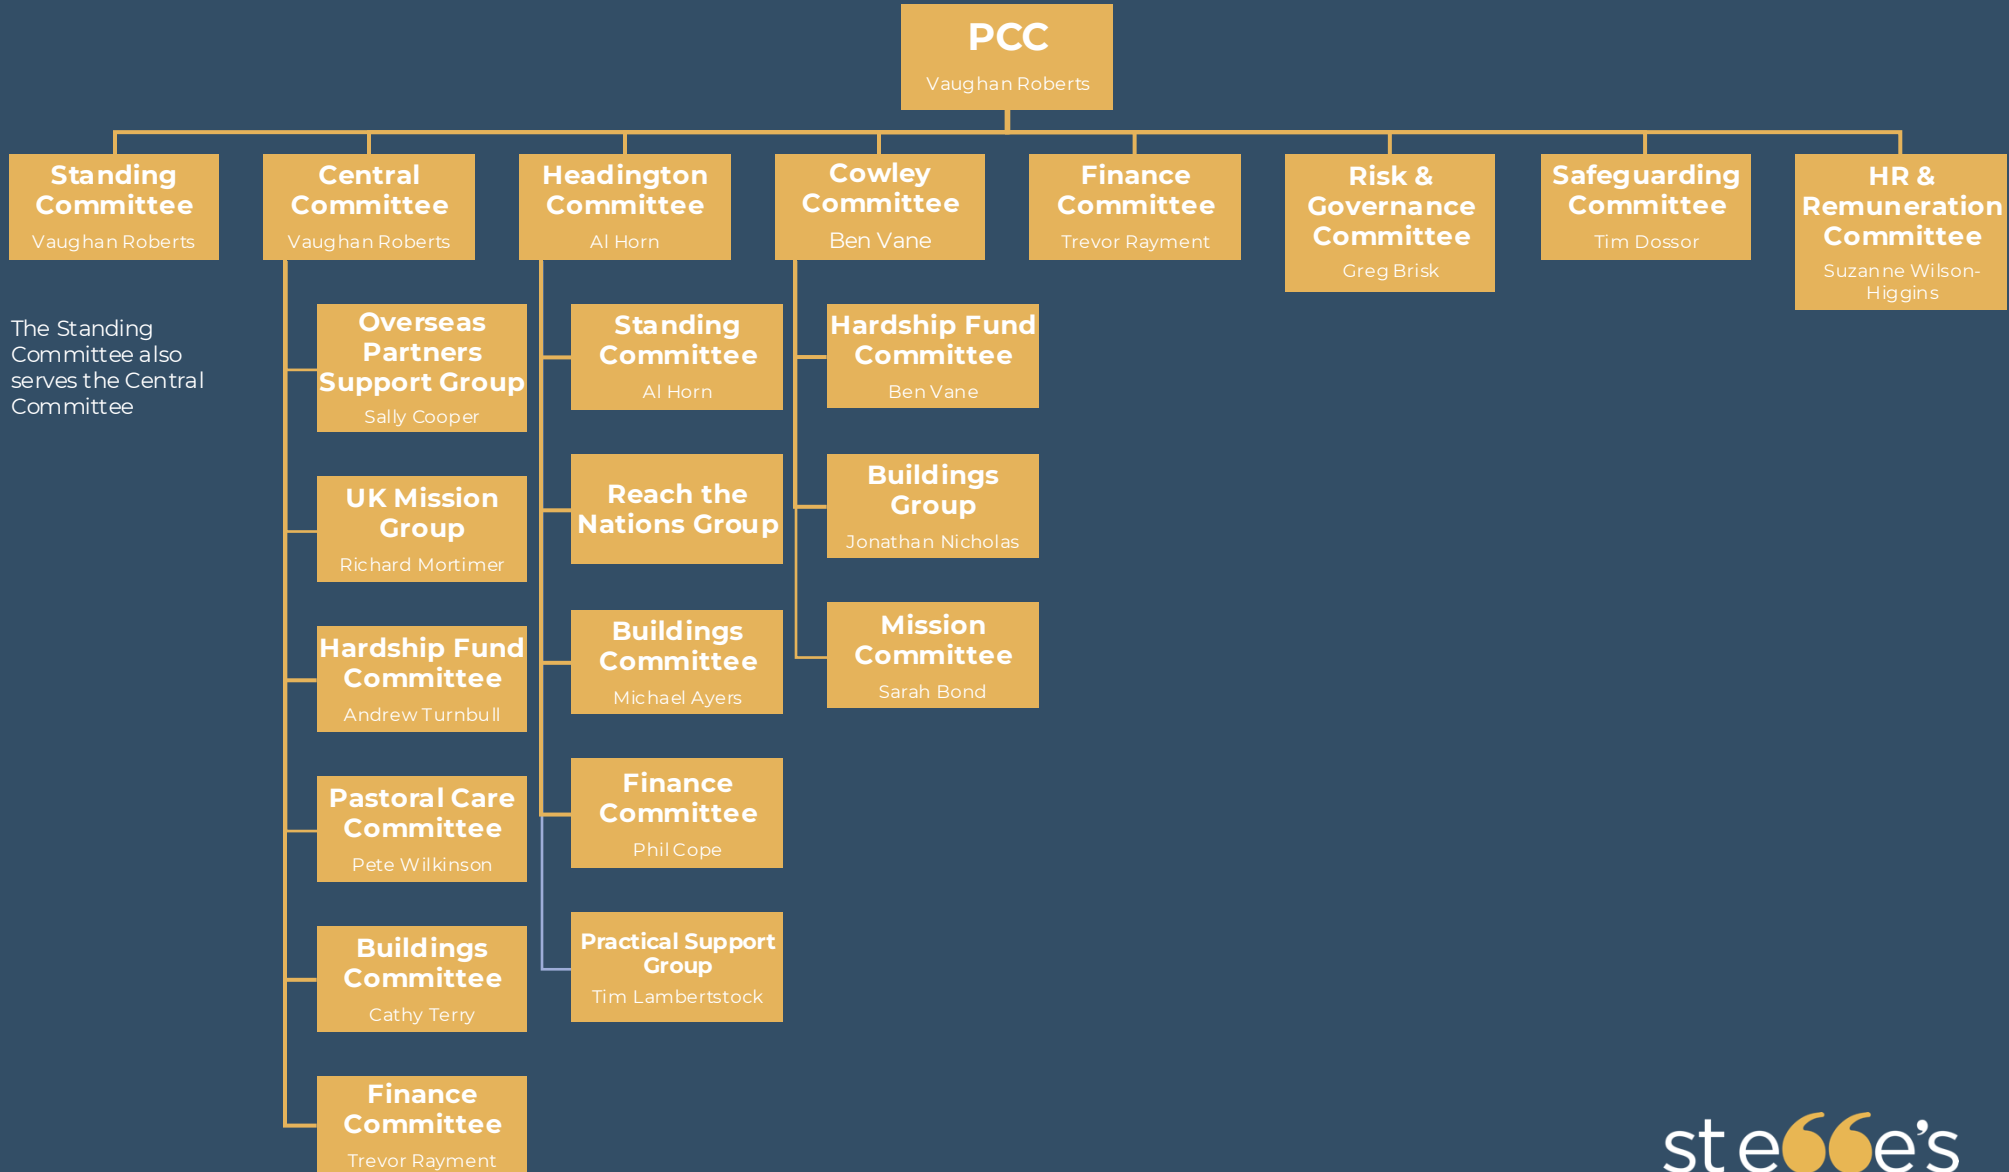 PCC
Vaughan Roberts
Standing
Committee
Vaughan Roberts
Central
Committee
Vaughan Roberts
Headington
Committee
Al Horn
Cowley
Committee
Ben Vane
Finance
Committee
Trevor Rayment
Risk &
Governance
Committee
Greg Brisk
Safeguarding
Committee
Tim Dossor
HR &
Remuneration
Committee
Suzanne Wilson-
Higgins
The Standing
Committee also
serves the Central
Committee
Overseas
Partners
Support Group
Sally Cooper
UK Mission
Group
Richard Mortimer
Hardship Fund
Committee
Andrew Turnbull
Pastoral Care
Committee
Pete Wilkinson
Buildings
Committee
Cathy Terry
Finance
Committee
Trevor Rayment
Standing
Committee
Al Horn
Reach the
Nations Group
Buildings
Committee
Michael Ayers
Finance
Committee
Phil Cope
Practical Support
Group
Tim Lambertstock
Hardship Fund
Committee
Ben Vane
Buildings
Group
Jonathan Nicholas
Mission
Committee
Sarah Bond
st ebbe's